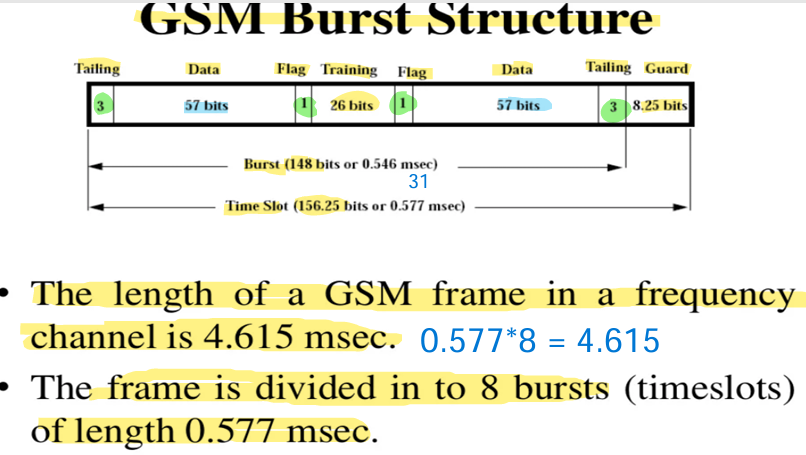 GSM Burst Structure
Tailing Data Flag Training Flag Data Tailing Guard
3 57 bits 1 26 bits 1 57 bits 3 8.25 bits
Burst (148 bits or 0.546 msec)
31
Time Slot (156.25 bits or 0.577 msec)
• The length of a GSM frame in a frequency
channel is 4.615 msec. 0.577*8 = 4.615
• The frame is divided in to 8 bursts (timeslots)
of length 0.577 msec.